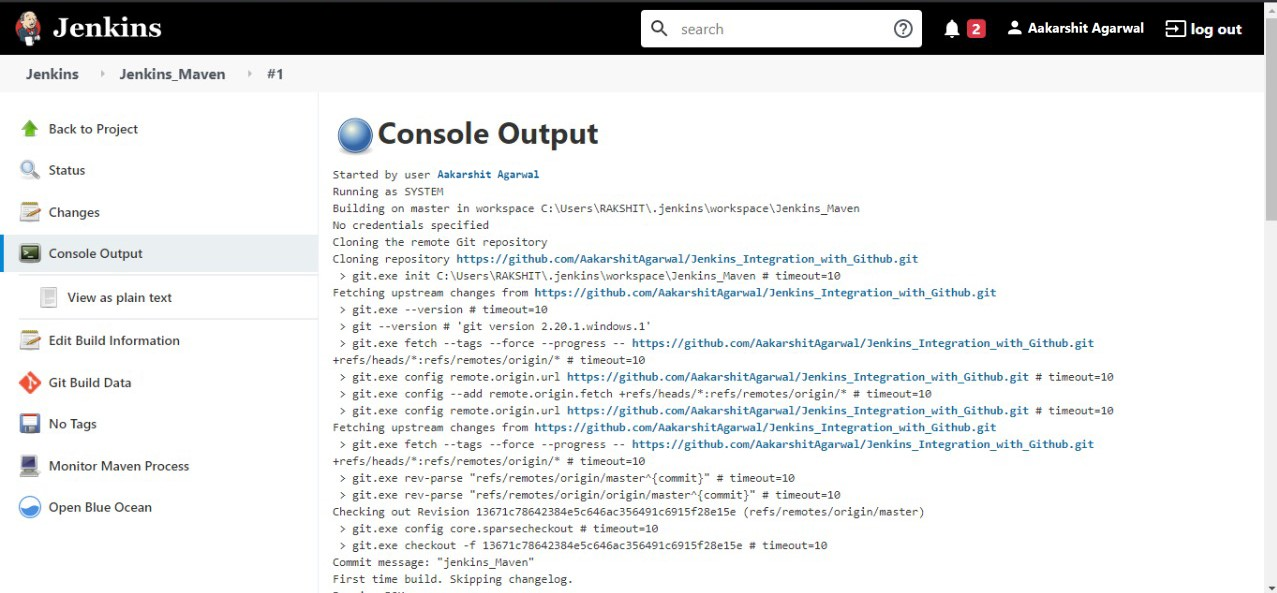 Jenkins
search
2
Aakarshit Agarwal
log out
Jenkins
Jenkins_Maven
#1
Back to Project
Status
Changes
Console Output
View as plain text
Edit Build Information
Git Build Data
No Tags
Monitor Maven Process
Open Blue Ocean
Console Output
Started by user Aakarshit Agarwal
Running as SYSTEM
Building on master in workspace C:\Users\RAKSHIT\.jenkins\workspace\Jenkins_Maven
No credentials specified
Cloning the remote Git repository
Cloning repository https://github.com/AakarshitAgarwal/Jenkins_Integration_with_Github.git
> git.exe init C:\Users\RAKSHIT\.jenkins\workspace\Jenkins_Maven # timeout=10
Fetching upstream changes from https://github.com/AakarshitAgarwal/Jenkins_Integration_with_Github.git
> git.exe --version # timeout=10
> git --version # 'git version 2.20.1.windows.1'
> git.exe fetch --tags --force --progress -- https://github.com/AakarshitAgarwal/Jenkins_Integration_with_Github.git
+refs/heads/*:refs/remotes/origin/* # timeout=10
> git.exe config remote.origin.url https://github.com/AakarshitAgarwal/Jenkins_Integration_with_Github.git # timeout=10
> git.exe config --add remote.origin.fetch +refs/heads/*:refs/remotes/origin/* # timeout=10
> git.exe config remote.origin.url https://github.com/AakarshitAgarwal/Jenkins_Integration_with_Github.git # timeout=10
Fetching upstream changes from https://github.com/AakarshitAgarwal/Jenkins_Integration_with_Github.git
> git.exe fetch --tags --force --progress -- https://github.com/AakarshitAgarwal/Jenkins_Integration_with_Github.git
+refs/heads/*:refs/remotes/origin/* # timeout=10
> git.exe rev-parse "refs/remotes/origin/master^{commit}" # timeout=10
> git.exe rev-parse "refs/remotes/origin/origin/master^{commit}" # timeout=10
Checking out Revision 13671c78642384e5c646ac356491c6915f28e15e (refs/remotes/origin/master)
> git.exe config core.sparsecheckout # timeout=10
> git.exe checkout -f 13671c78642384e5c646ac356491c6915f28e15e # timeout=10
Commit message: "jenkins_Maven"
First time build. Skipping changelog.